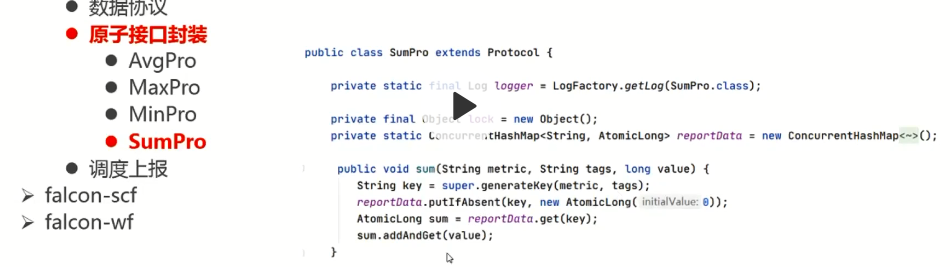 数据协议
原子接口封装
AvgPro
MaxPro
MinPro
SumPro
调度上报
falcon-scf
falcon-wf
public class SumPro extends Protocol {
private static final Log logger = LogFactory.getLog(SumPro.class);
private final Object lock = new Object();
private static ConcurrentHashMap<String, AtomicLong> reportData = new ConcurrentHashMap<~>();
public void sum(String metric, String tags, long value) {
String key = super.generateKey(metric, tags);
reportData.putIfAbsent(key, new AtomicLong( initialValue: 0));
AtomicLong sum = reportData.get(key);
sum.addAndGet(value);
}